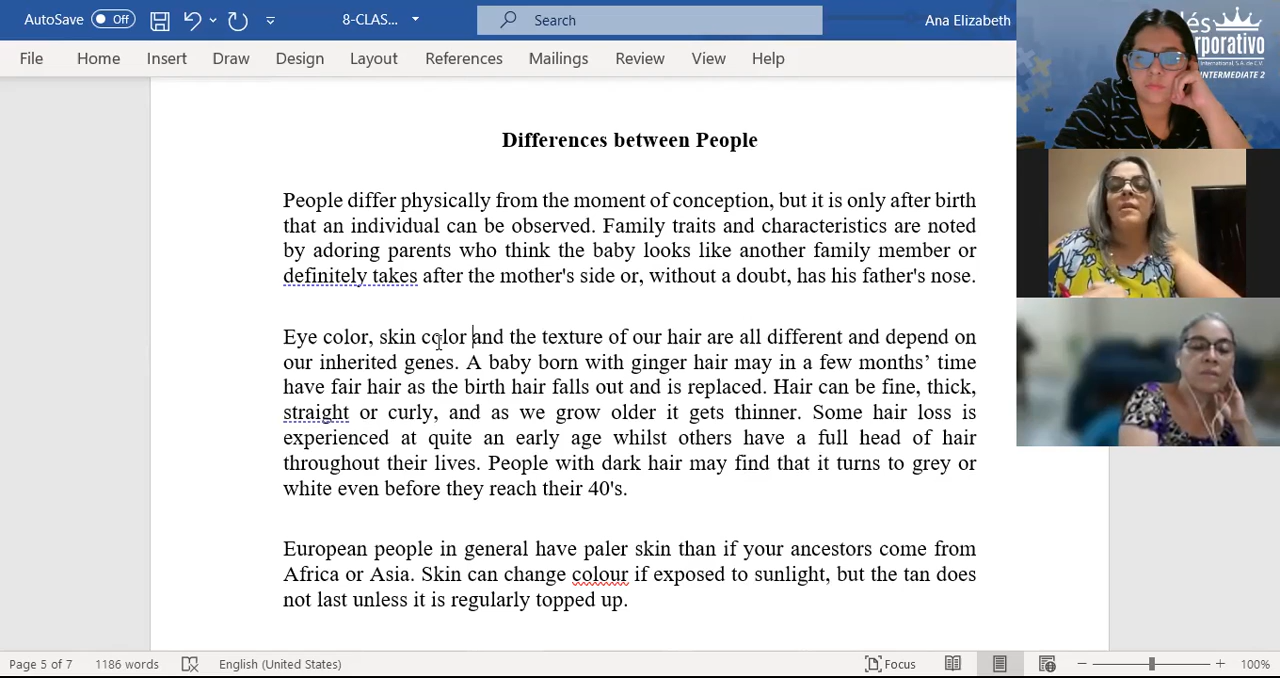 AutoSave Off 8-CLAS... Search Ana Elizabeth
File Home Insert Draw Design Layout References Mailings Review View Help
Differences between People
People differ physically from the moment of conception, but it is only after birth
that an individual can be observed. Family traits and characteristics are noted
by adoring parents who think the baby looks like another family member or
definitely takes after the mother's side or, without a doubt, has his father's nose.
Eye color, skin color and the texture of our hair are all different and depend on
our inherited genes. A baby born with ginger hair may in a few months’ time
have fair hair as the birth hair falls out and is replaced. Hair can be fine, thick,
straight or curly, and as we grow older it gets thinner. Some hair loss is
experienced at quite an early age whilst others have a full head of hair
throughout their lives. People with dark hair may find that it turns to grey or
white even before they reach their 40's.
European people in general have paler skin than if your ancestors come from
Africa or Asia. Skin can change colour if exposed to sunlight, but the tan does
not last unless it is regularly topped up.
Page 5 of 7 1186 words English (United States) Focus 100%
és
rporativo
International, S.A. de C.V.
INTERMEDIATE 2